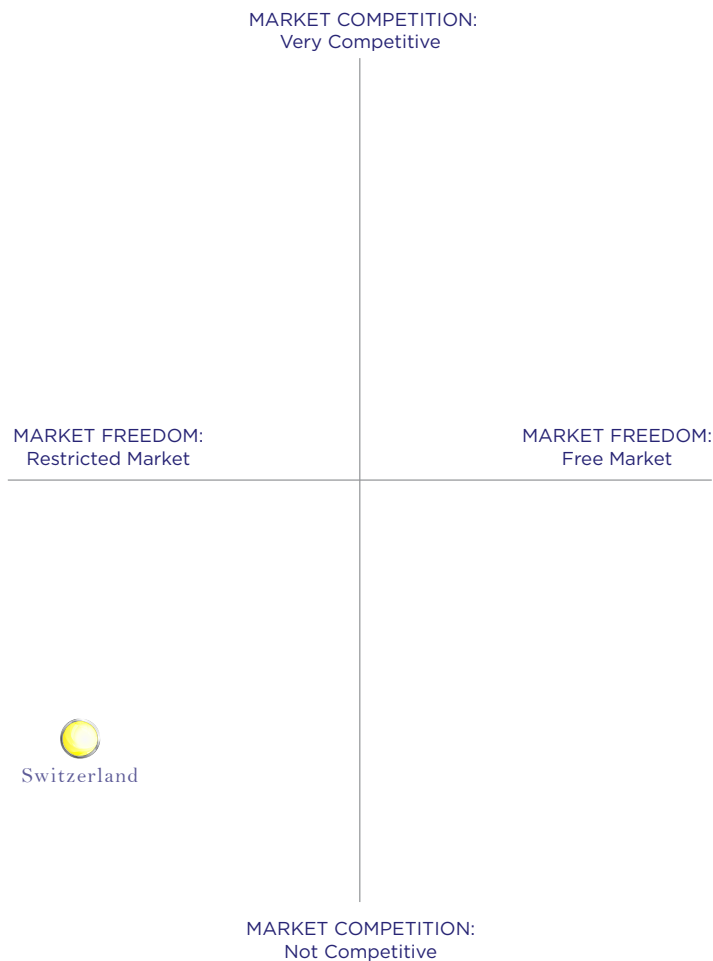 MARKET COMPETITION:
Very Competitive
MARKET FREEDOM:
Restricted Market
MARKET FREEDOM:
Free Market
Switzerland
MARKET COMPETITION:
Not Competitive